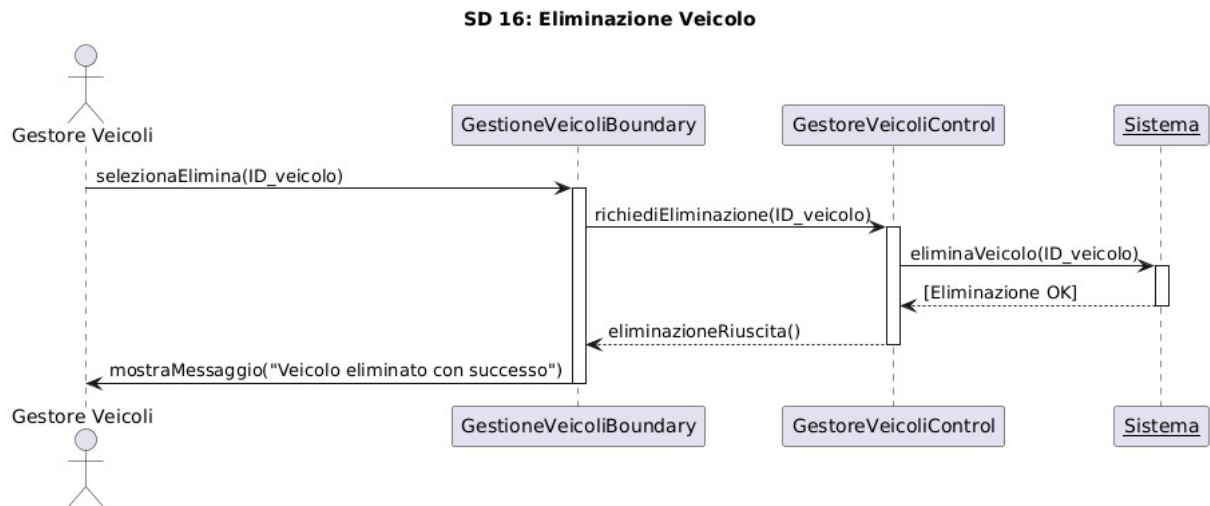 SD 16: Eliminazione Veicolo
Gestore Veicoli
GestioneVeicoliBoundary
GestoreVeicoliControl
Sistema
selezionaElimina(ID_veicolo)
richiediEliminazione(ID_veicolo)
eliminaVeicolo(ID_veicolo)
[Eliminazione OK]
eliminazioneRiuscita()
mostraMessaggio("Veicolo eliminato con successo")
Gestore Veicoli
GestioneVeicoliBoundary
GestoreVeicoliControl
Sistema